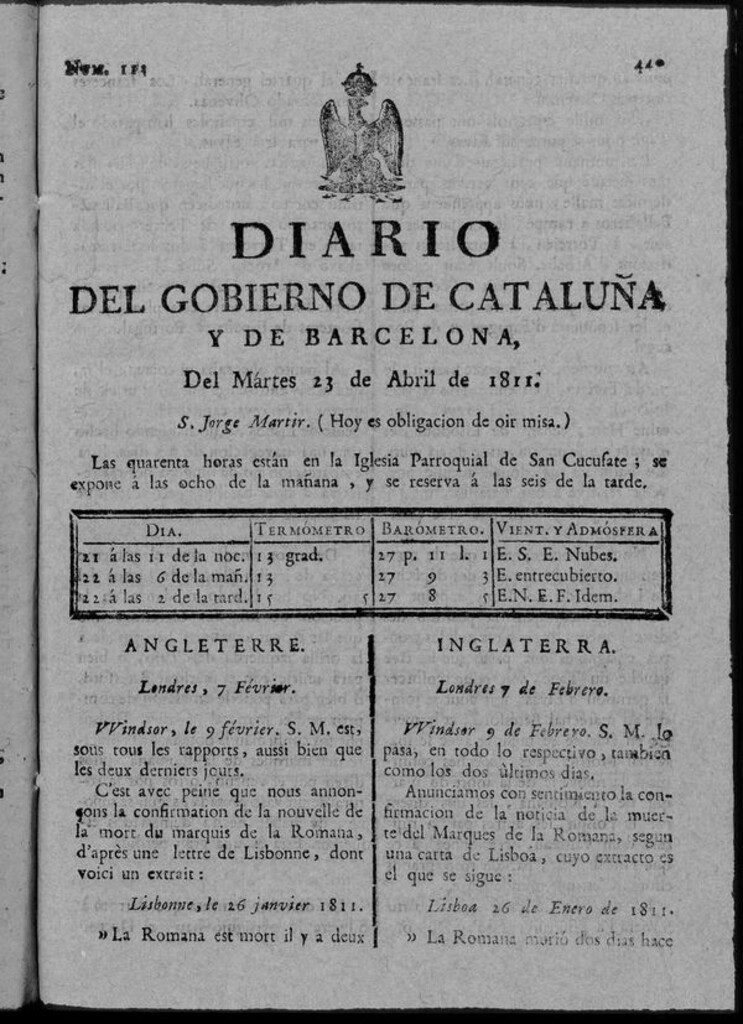 Num. 113
440
DIARIO
DEL GOBIERNO DE CATALUÑA
Y DE BARCELONA,
Del Mártes 23 de Abril de 1811.
S. Jorge Martir. ( Hoy es obligacion de oir misa.)
Las quarenta horas están en la Iglesia Parroquial de San Cucufate ; se
expone á las ocho de la mañana , y se reserva á las seis de la tarde.
DIA. TERMÓMETRO BARÓMETRO. VIENT. Y ADMÓSFERA
21 á las 11 de la noc. 13 grad. 27 p. 11 l. 1 E. S. E. Nubes.
22 á las 6 de la mañ. 13 27 9 3 E. entrecubierto.
22 á las 2 de la tard. 15 5 27 8 5 E.N. E. F. Idem.
ANGLETERRE.
Londres, 7 Février.
Windsor, le 9 février. S. M. est,
sous tous les rapports, aussi bien que
les deux derniers jours.
C'est avec peine que nous annon-
çons la confirmation de la nouvelle de
la mort du marquis de la Romana,
d'après une lettre de Lisbonne, dont
voici un extrait :
Lisbonne, le 26 janvier 1811.
» La Romana est mort il y a deux
INGLATERRA.
Londres 7 de Febrero.
Windsor 9 de Febrero. S. M. lo
pasa, en todo lo respectivo, tambien
como los dos últimos dias.
Anunciamos con sentimiento la con-
firmacion de la noticia de la muer-
te del Marques de la Romana, segun
una carta de Lisboa, cuyo extracto es
el que se sigue :
Lisboa 26 de Enero de 1811.
» La Romana murió dos dias hace